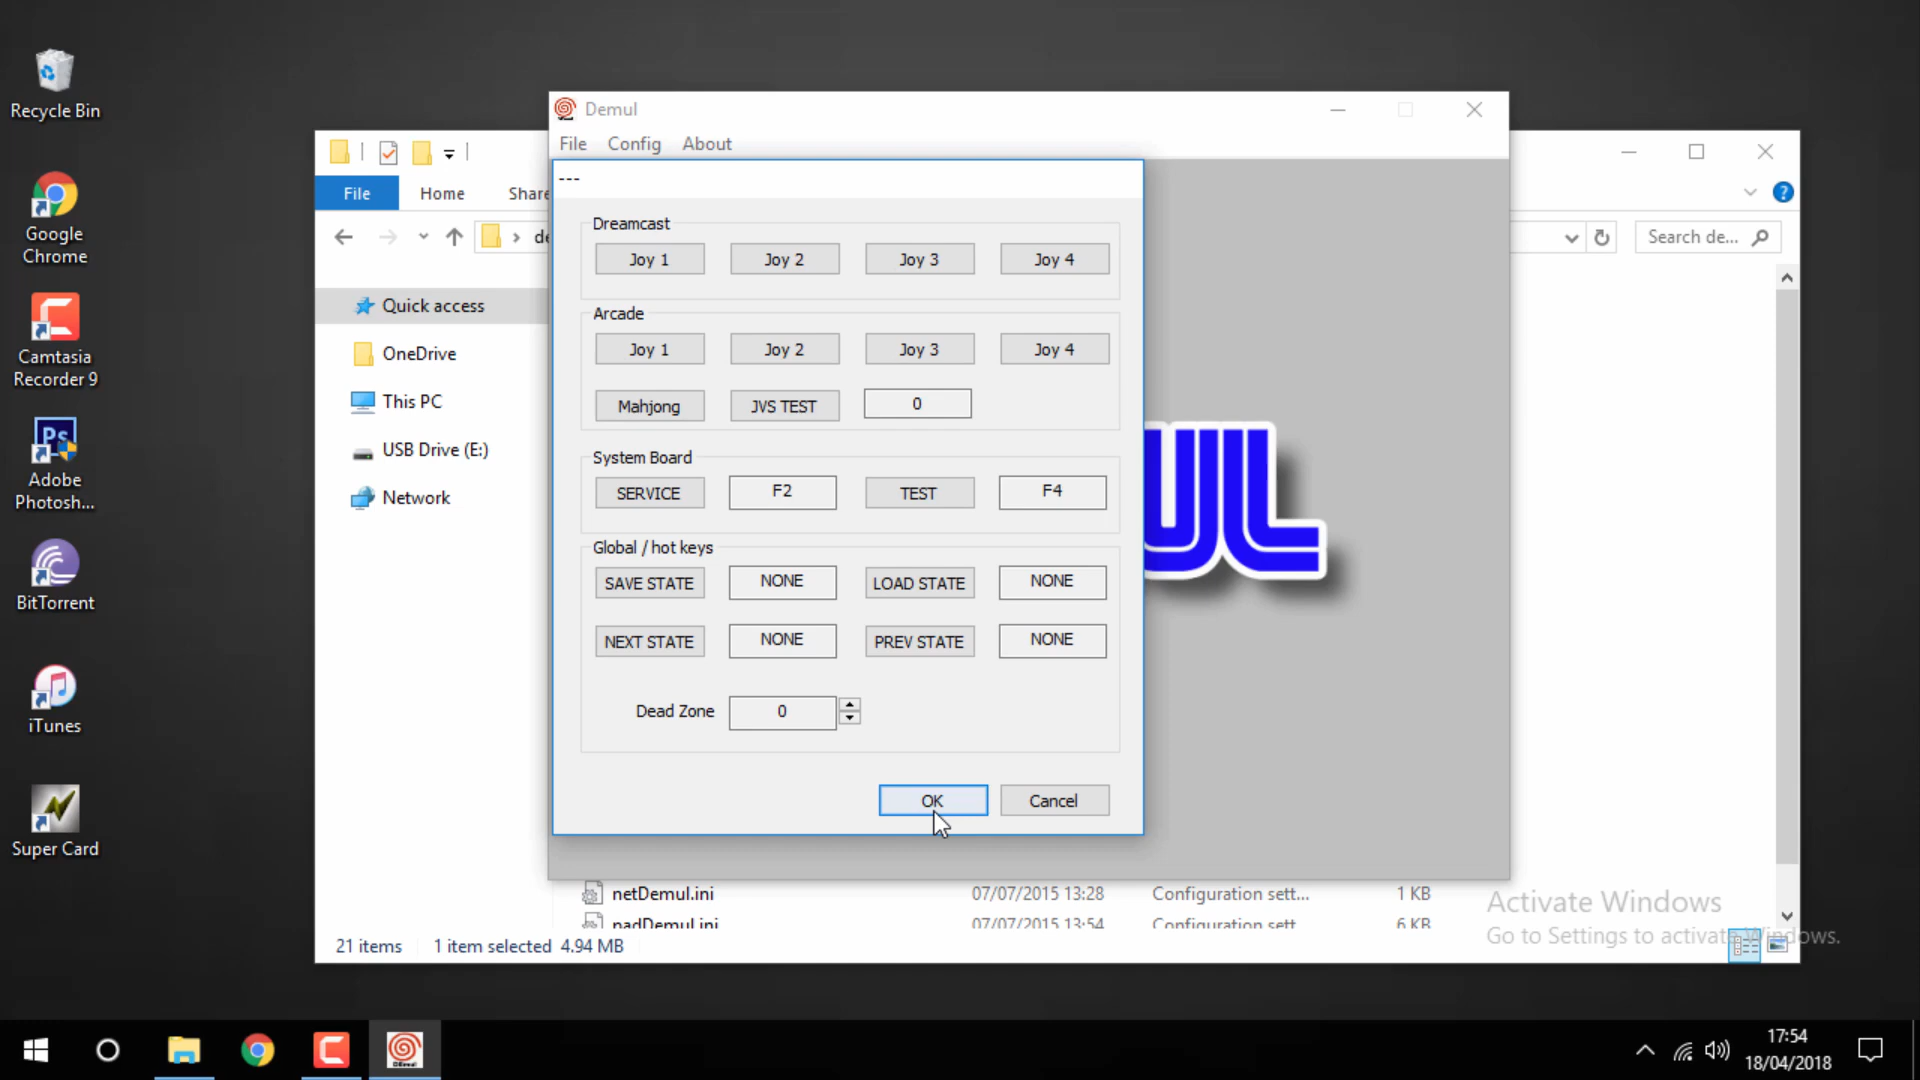 Recycle Bin
Google
Chrome
Camtasia
Recorder 9
Ps
Adobe
Photosh...
BitTorrent
iTunes
Super Card
File
Home
Share
de
Search de...
Quick access
OneDrive
This PC
USB Drive (E:)
Network
Demul
File Config About
---
Dreamcast
Joy 1 Joy 2 Joy 3 Joy 4
Arcade
Joy 1 Joy 2 Joy 3 Joy 4
Mahjong JVS TEST 0
System Board
SERVICE F2 TEST F4
Global / hot keys
SAVE STATE NONE LOAD STATE NONE
NEXT STATE NONE PREV STATE NONE
Dead Zone 0
OK Cancel
UL
netDemul.ini 07/07/2015 13:28 Configuration sett... 1 KB
padDemul.ini 07/07/2015 13:54 Configuration sett... 6 KB
21 items 1 item selected 4.94 MB
Activate Windows
Go to Settings to activate Windows.
17:54
18/04/2018